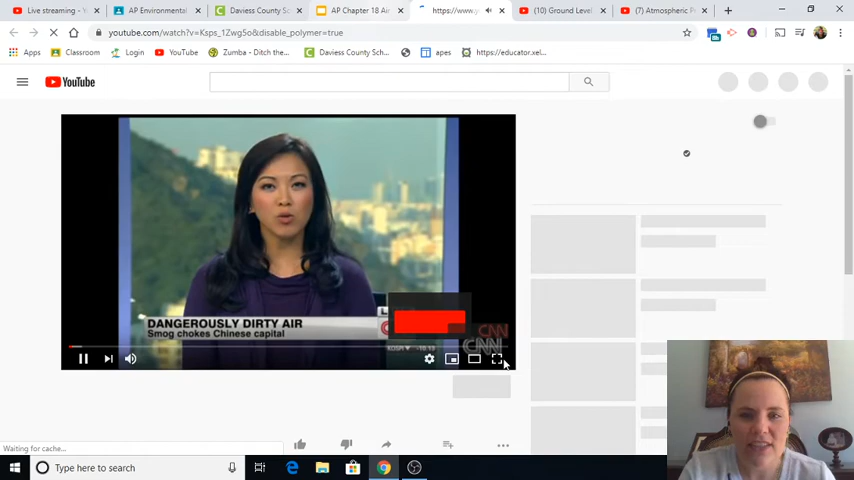 Live streaming - Y
AP Environmental
Daviess County Sc
AP Chapter 18 Air
https://www.y
(10) Ground Level
(7) Atmospheric P
youtube.com/watch?v=Ksps_1Zwg5o&disable_polymer=true
Apps
Classroom
Login
YouTube
Zumba - Ditch the...
Daviess County Sch...
apes
https://educator.xel...
YouTube
DANGEROUSLY DIRTY AIR
Smog chokes Chinese capital
CNN
CNN
Waiting for cache...
Type here to search